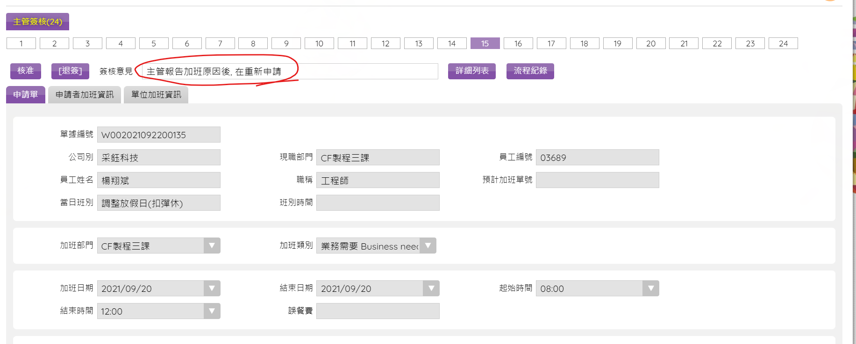 主管簽核(24)
1 2 3 4 5 6 7 8 9 10 11 12 13 14 15 16 17 18 19 20 21 22 23 24
核准 [退簽] 簽核意見 主管報告加班原因後, 在重新申請 詳細列表 流程記錄
申請單 申請者加班資訊 單位加班資訊
單據編號 W002021092200135
公司別 采鈺科技 現職部門 CF製程三課 員工編號 03689
員工姓名 楊翔斌 職稱 工程師 預計加班單號
當日班別 調整放假日(扣彈休) 班別時間
加班部門 CF製程三課 加班類別 業務需要 Business need
加班日期 2021/09/20 結束日期 2021/09/20 起始時間 08:00
結束時間 12:00 誤餐費